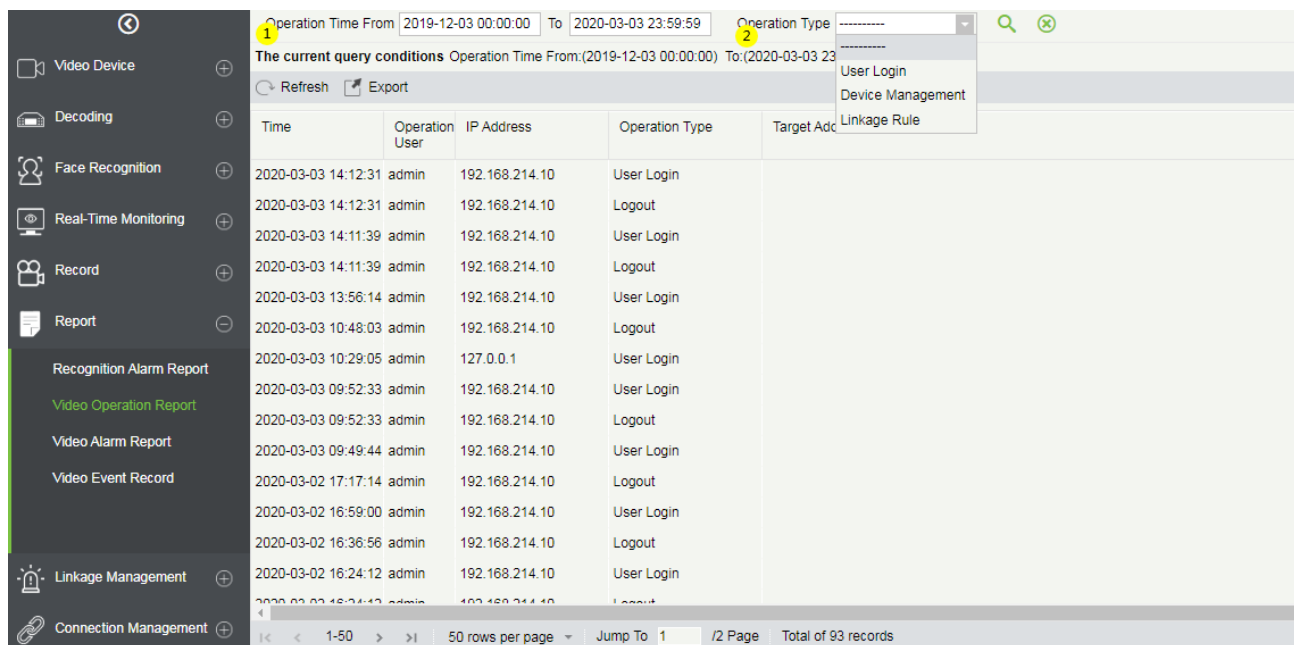 Operation Time From 2019-12-03 00:00:00 To 2020-03-03 23:59:59 Operation Type ----------
1
2
The current query conditions Operation Time From:(2019-12-03 00:00:00) To:(2020-03-03 23
----------
User Login
Device Management
Linkage Rule
Refresh Export
Video Device
Decoding
Face Recognition
Real-Time Monitoring
Record
Report
Recognition Alarm Report
Video Operation Report
Video Alarm Report
Video Event Record
Linkage Management
Connection Management
Time Operation User IP Address Operation Type Target Add
2020-03-03 14:12:31 admin 192.168.214.10 User Login
2020-03-03 14:12:31 admin 192.168.214.10 Logout
2020-03-03 14:11:39 admin 192.168.214.10 User Login
2020-03-03 14:11:39 admin 192.168.214.10 Logout
2020-03-03 13:56:14 admin 192.168.214.10 User Login
2020-03-03 10:48:03 admin 192.168.214.10 Logout
2020-03-03 10:29:05 admin 127.0.0.1 User Login
2020-03-03 09:52:33 admin 192.168.214.10 User Login
2020-03-03 09:52:33 admin 192.168.214.10 Logout
2020-03-03 09:49:44 admin 192.168.214.10 User Login
2020-03-02 17:17:14 admin 192.168.214.10 Logout
2020-03-02 16:59:00 admin 192.168.214.10 User Login
2020-03-02 16:36:56 admin 192.168.214.10 Logout
2020-03-02 16:24:12 admin 192.168.214.10 User Login
1-50 50 rows per page Jump To 1 /2 Page Total of 93 records